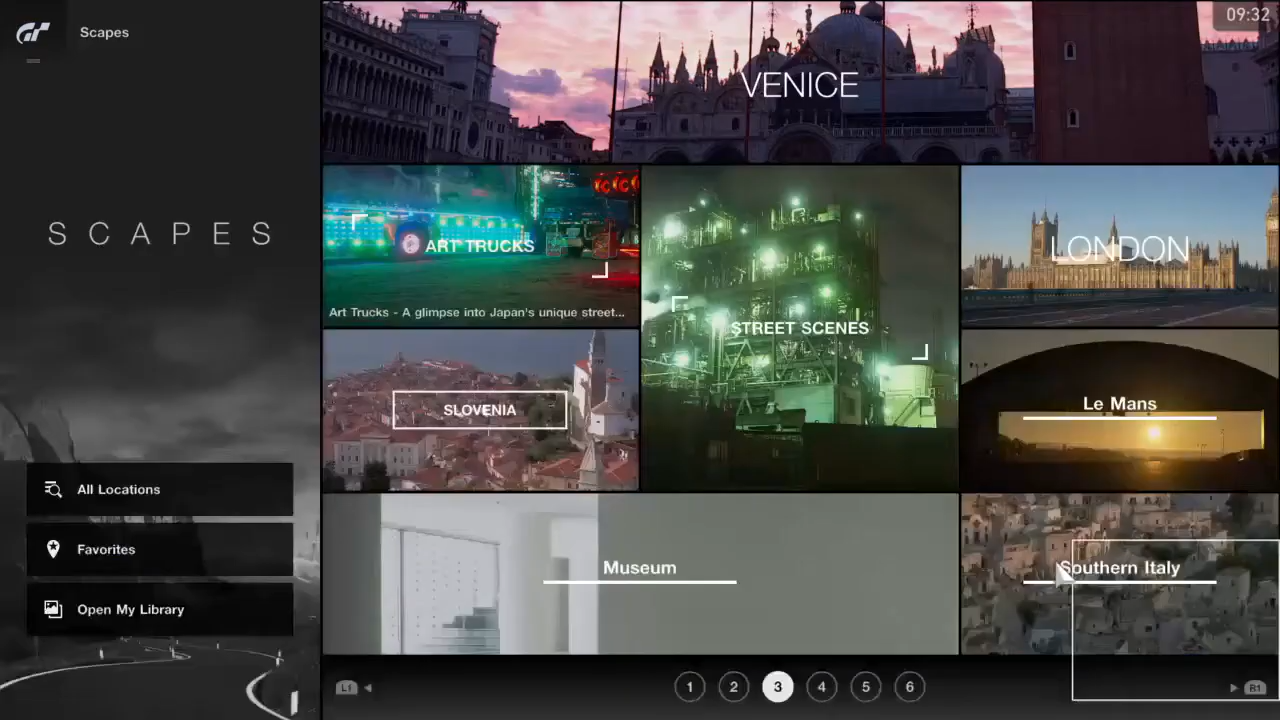 Scapes
09:32
VENICE
SCAPES
ART TRUCKS
Art Trucks - A glimpse into Japan's unique street...
STREET SCENES
LONDON
SLOVENIA
Le Mans
All Locations
Favorites
Open My Library
Museum
Southern Italy
L1
1
2
3
4
5
6
R1